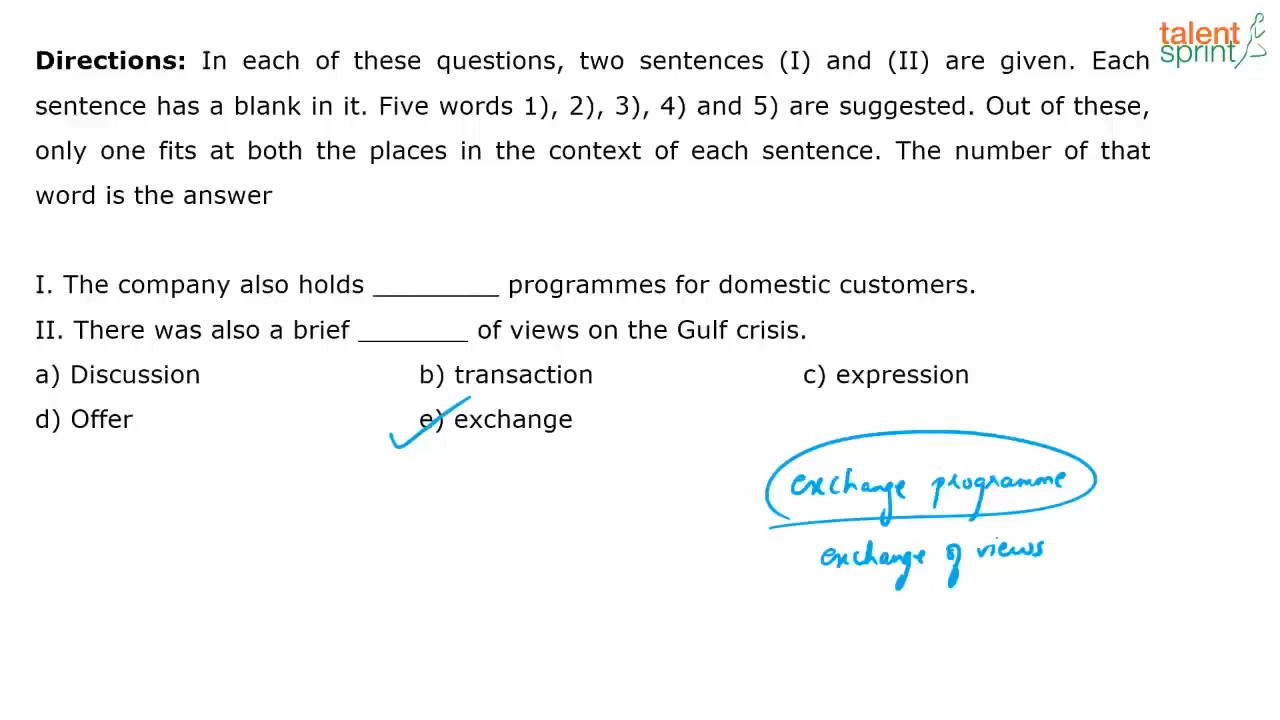 talent
sprint
Directions: In each of these questions, two sentences (I) and (II) are given. Each
sentence has a blank in it. Five words 1), 2), 3), 4) and 5) are suggested. Out of these,
only one fits at both the places in the context of each sentence. The number of that
word is the answer
I. The company also holds _________ programmes for domestic customers.
II. There was also a brief ________ of views on the Gulf crisis.
a) Discussion b) transaction c) expression
d) Offer e) exchange
exchange programme
exchange of views